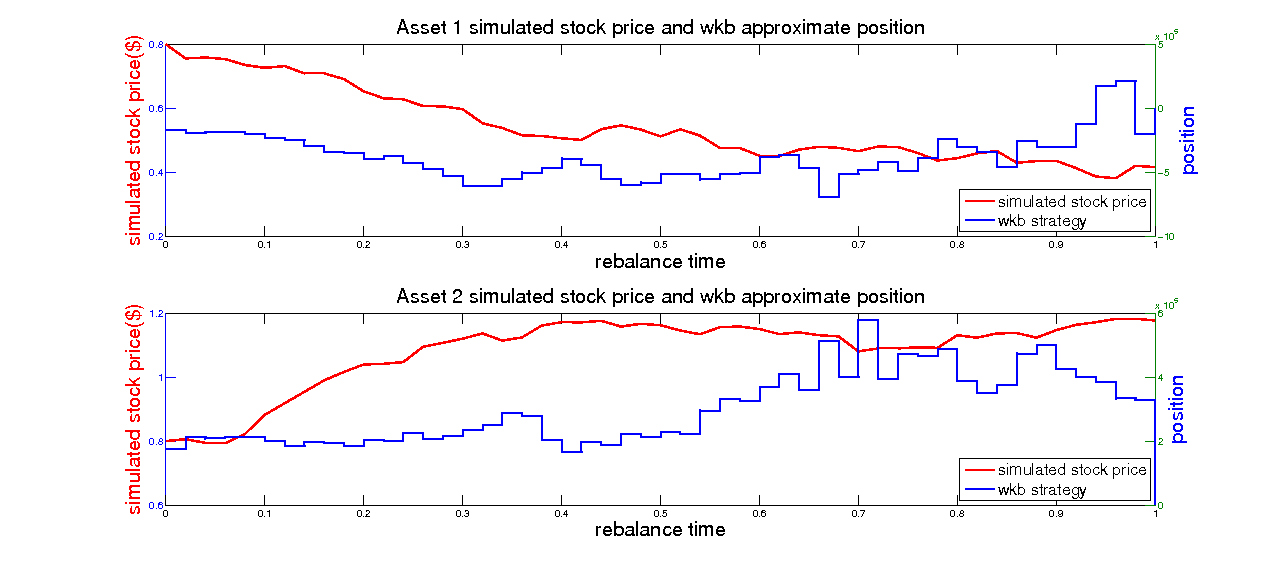 Asset 1 simulated stock price and wkb approximate position
simulated stock price($)
0.8
0.6
0.4
0.2
0 0.1 0.2 0.3 0.4 0.5 0.6 0.7 0.8 0.9 1
rebalance time
5
0
-5
-10
position
simulated stock price
wkb strategy
Asset 2 simulated stock price and wkb approximate position
simulated stock price($)
1.2
1
0.8
0.6
0 0.1 0.2 0.3 0.4 0.5 0.6 0.7 0.8 0.9 1
rebalance time
6
4
2
0
position
simulated stock price
wkb strategy